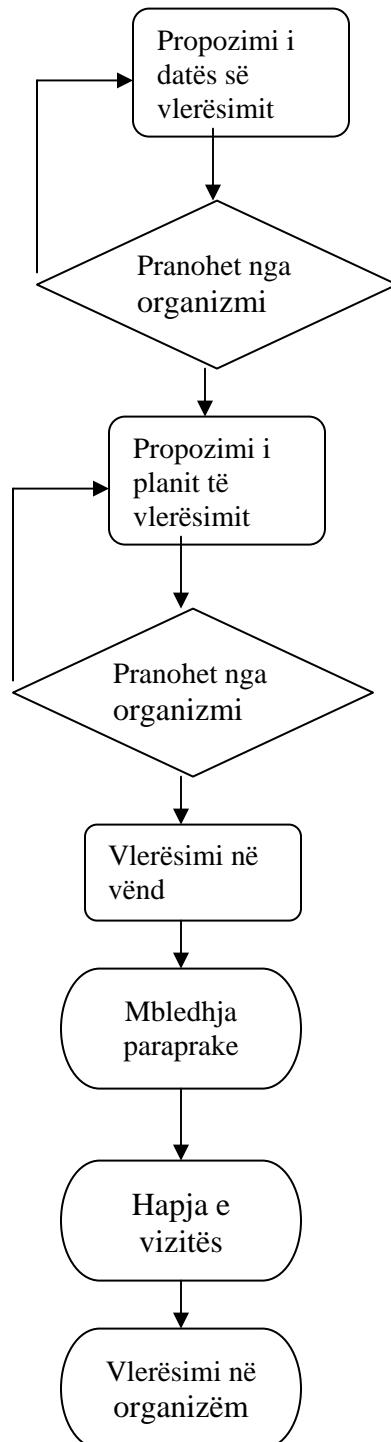 Propozimi i
datës së
vlerësimit
Pranohet nga
organizmi
Propozimi i
planit të
vlerësimit
Pranohet nga
organizmi
Vlerësimi në
vënd
Mbledhja
paraprake
Hapja e
vizitës
Vlerësimi në
organizëm